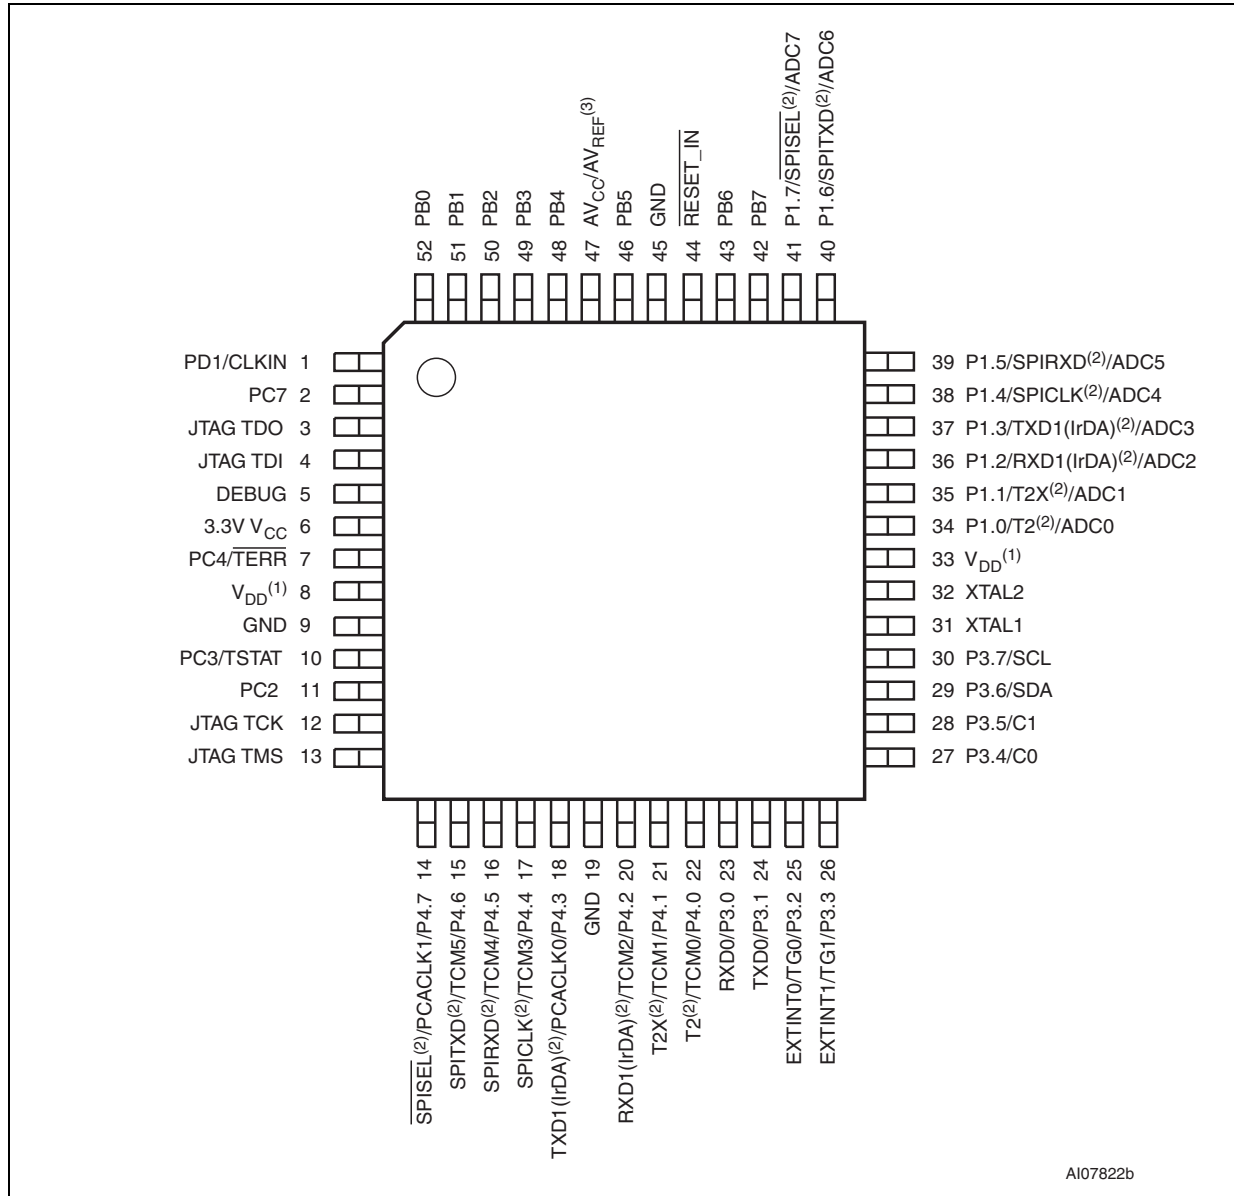 52 PB0
51 PB1
50 PB2
49 PB3
48 PB4
47 AVCC/AVREF(3)
46 PB5
45 GND
44 RESET_IN
43 PB6
42 PB7
41 P1.7/SPISEL(2)/ADC7
40 P1.6/SPITXD(2)/ADC6
PD1/CLKIN 1
PC7 2
JTAG TDO 3
JTAG TDI 4
DEBUG 5
3.3V VCC 6
PC4/TERR 7
VDD(1) 8
GND 9
PC3/TSTAT 10
PC2 11
JTAG TCK 12
JTAG TMS 13
39 P1.5/SPIRXD(2)/ADC5
38 P1.4/SPICLK(2)/ADC4
37 P1.3/TXD1(IrDA)(2)/ADC3
36 P1.2/RXD1(IrDA)(2)/ADC2
35 P1.1/T2X(2)/ADC1
34 P1.0/T2(2)/ADC0
33 VDD(1)
32 XTAL2
31 XTAL1
30 P3.7/SCL
29 P3.6/SDA
28 P3.5/C1
27 P3.4/C0
SPISEL(2)/PCACLK1/P4.7 14
SPITXD(2)/TCM5/P4.6 15
SPIRXD(2)/TCM4/P4.5 16
SPICLK(2)/TCM3/P4.4 17
TXD1(IrDA)(2)/PCACLK0/P4.3 18
GND 19
RXD1(IrDA)(2)/TCM2/P4.2 20
T2X(2)/TCM1/P4.1 21
T2(2)/TCM0/P4.0 22
RXD0/P3.0 23
TXD0/P3.1 24
EXTINT0/TG0/P3.2 25
EXTINT1/TG1/P3.3 26
AI07822b